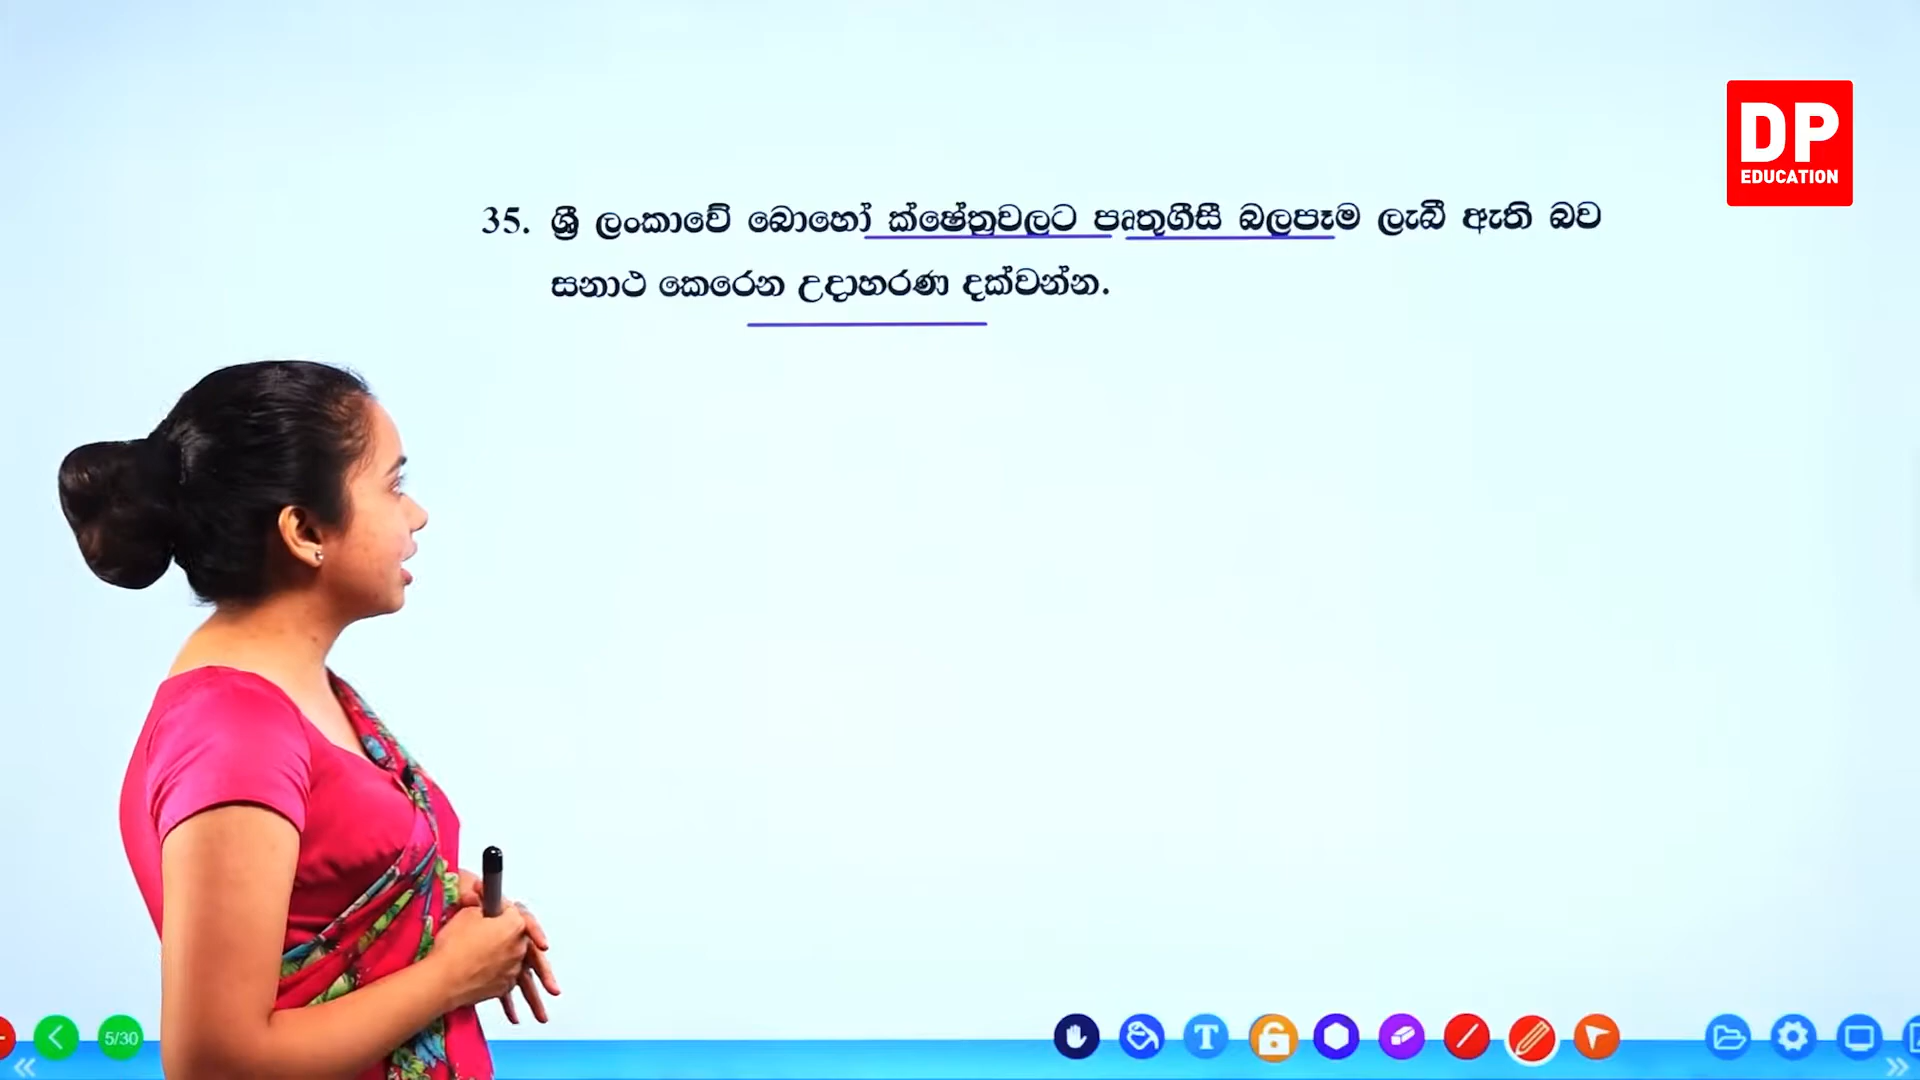 DP
EDUCATION
35. ශ්‍රී ලංකාවේ බොහෝ ක්ෂේත්‍රවලට පෘතුගීසී බලපෑම ලැබී ඇති බව
සනාථ කෙරෙන උදාහරණ දක්වන්න.
5/30
T